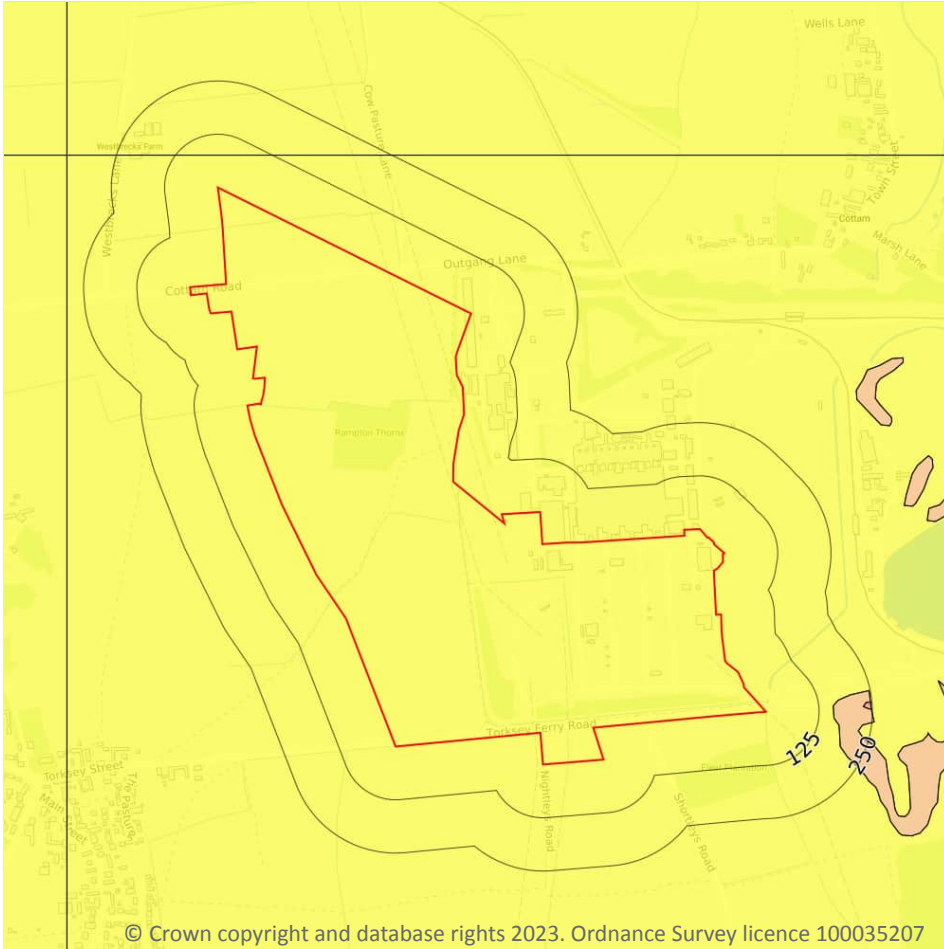 Wells Lane
Cow Pasture Lane
Westbrecks Farm
Westbrecks Lane
Town Street
Cottam
Marsh Lane
Outgang Lane
Cottam Road
Rampton Thorns
Torksey Ferry Road
125
250
Torksey Street
Main Street
The Pasture
Nightleys Road
Shortleys Road
© Crown copyright and database rights 2023. Ordnance Survey licence 100035207